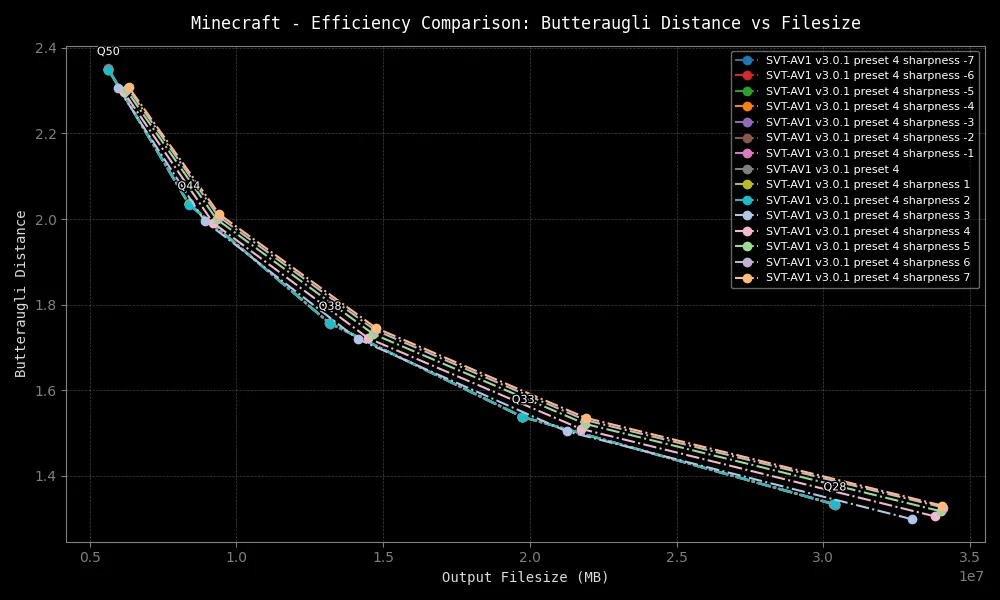 Minecraft - Efficiency Comparison: Butteraugli Distance vs Filesize
2.4
2.2
2.0
1.8
1.6
1.4
Butteraugli Distance
Q50
Q44
Q38
Q33
Q28
SVT-AV1 v3.0.1 preset 4 sharpness -7
SVT-AV1 v3.0.1 preset 4 sharpness -6
SVT-AV1 v3.0.1 preset 4 sharpness -5
SVT-AV1 v3.0.1 preset 4 sharpness -4
SVT-AV1 v3.0.1 preset 4 sharpness -3
SVT-AV1 v3.0.1 preset 4 sharpness -2
SVT-AV1 v3.0.1 preset 4 sharpness -1
SVT-AV1 v3.0.1 preset 4
SVT-AV1 v3.0.1 preset 4 sharpness 1
SVT-AV1 v3.0.1 preset 4 sharpness 2
SVT-AV1 v3.0.1 preset 4 sharpness 3
SVT-AV1 v3.0.1 preset 4 sharpness 4
SVT-AV1 v3.0.1 preset 4 sharpness 5
SVT-AV1 v3.0.1 preset 4 sharpness 6
SVT-AV1 v3.0.1 preset 4 sharpness 7
0.5 1.0 1.5 2.0 2.5 3.0 3.5
1e7
Output Filesize (MB)